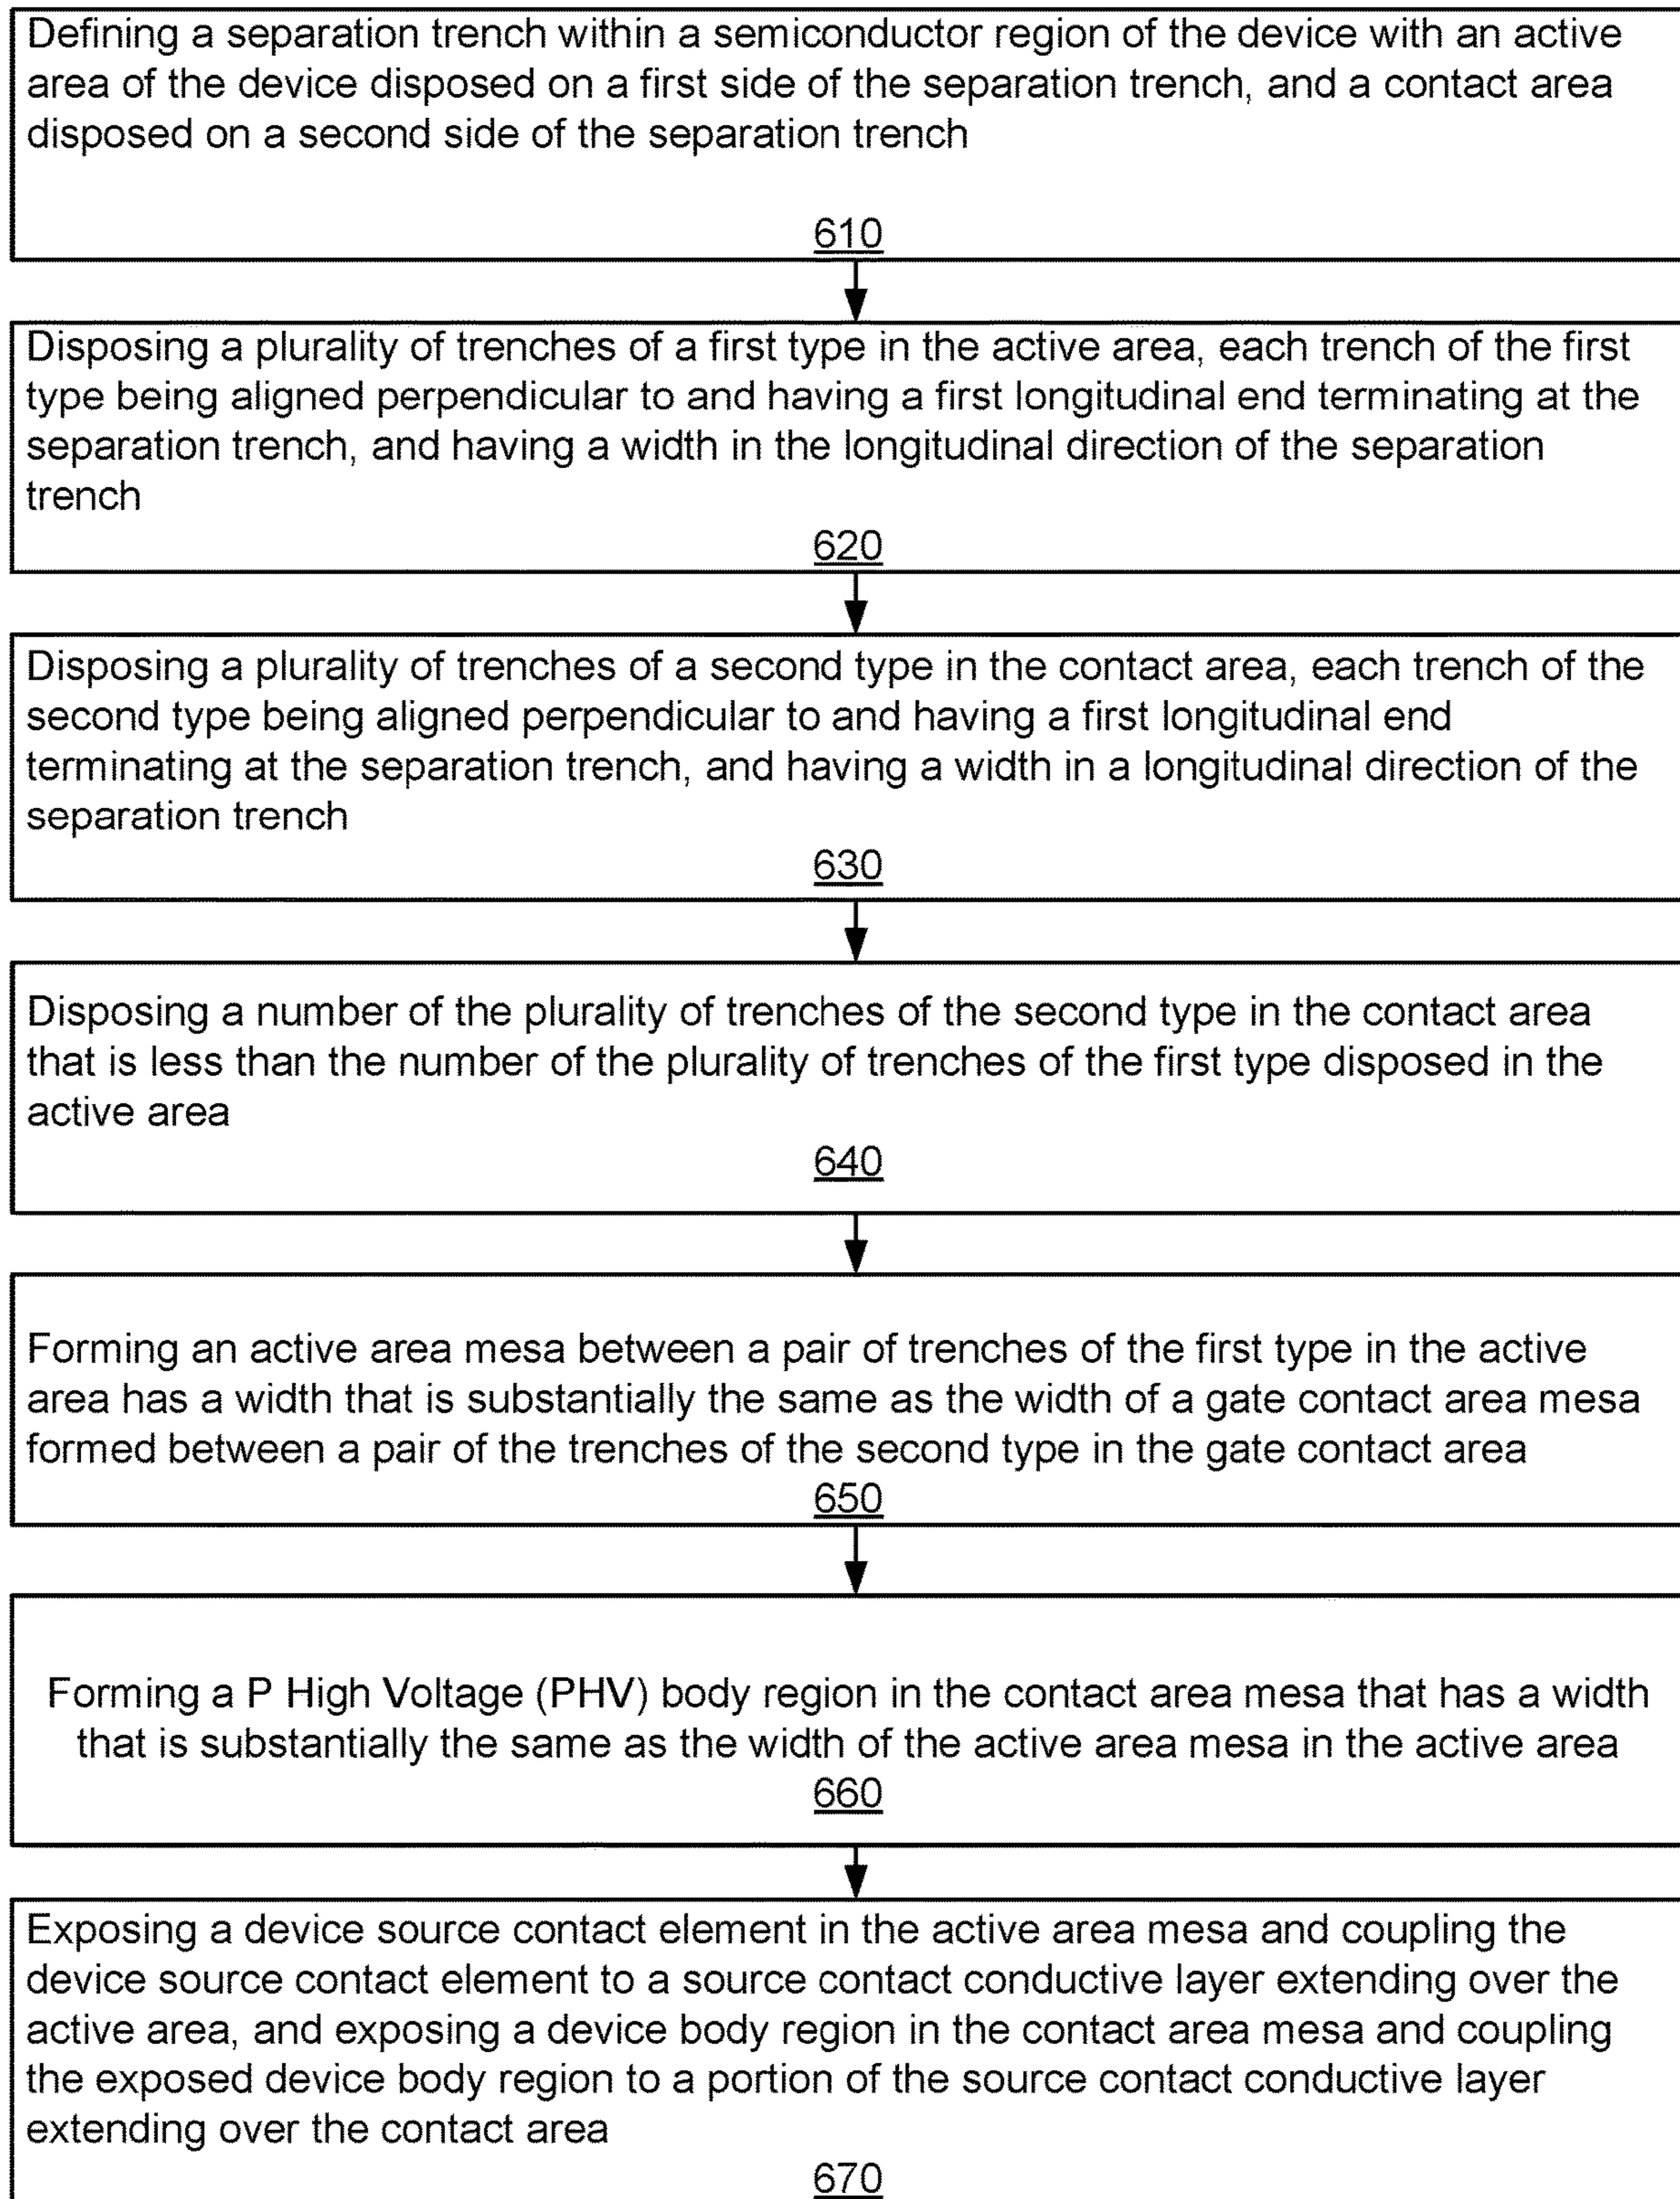 Defining a separation trench within a semiconductor region of the device with an active
area of the device disposed on a first side of the separation trench, and a contact area
disposed on a second side of the separation trench
610
Disposing a plurality of trenches of a first type in the active area, each trench of the first
type being aligned perpendicular to and having a first longitudinal end terminating at the
separation trench, and having a width in the longitudinal direction of the separation
trench
620
Disposing a plurality of trenches of a second type in the contact area, each trench of the
second type being aligned perpendicular to and having a first longitudinal end
terminating at the separation trench, and having a width in a longitudinal direction of the
separation trench
630
Disposing a number of the plurality of trenches of the second type in the contact area
that is less than the number of the plurality of trenches of the first type disposed in the
active area
640
Forming an active area mesa between a pair of trenches of the first type in the active
area has a width that is substantially the same as the width of a gate contact area mesa
formed between a pair of the trenches of the second type in the gate contact area
650
Forming a P High Voltage (PHV) body region in the contact area mesa that has a width
that is substantially the same as the width of the active area mesa in the active area
660
Exposing a device source contact element in the active area mesa and coupling the
device source contact element to a source contact conductive layer extending over the
active area, and exposing a device body region in the contact area mesa and coupling
the exposed device body region to a portion of the source contact conductive layer
extending over the contact area
670